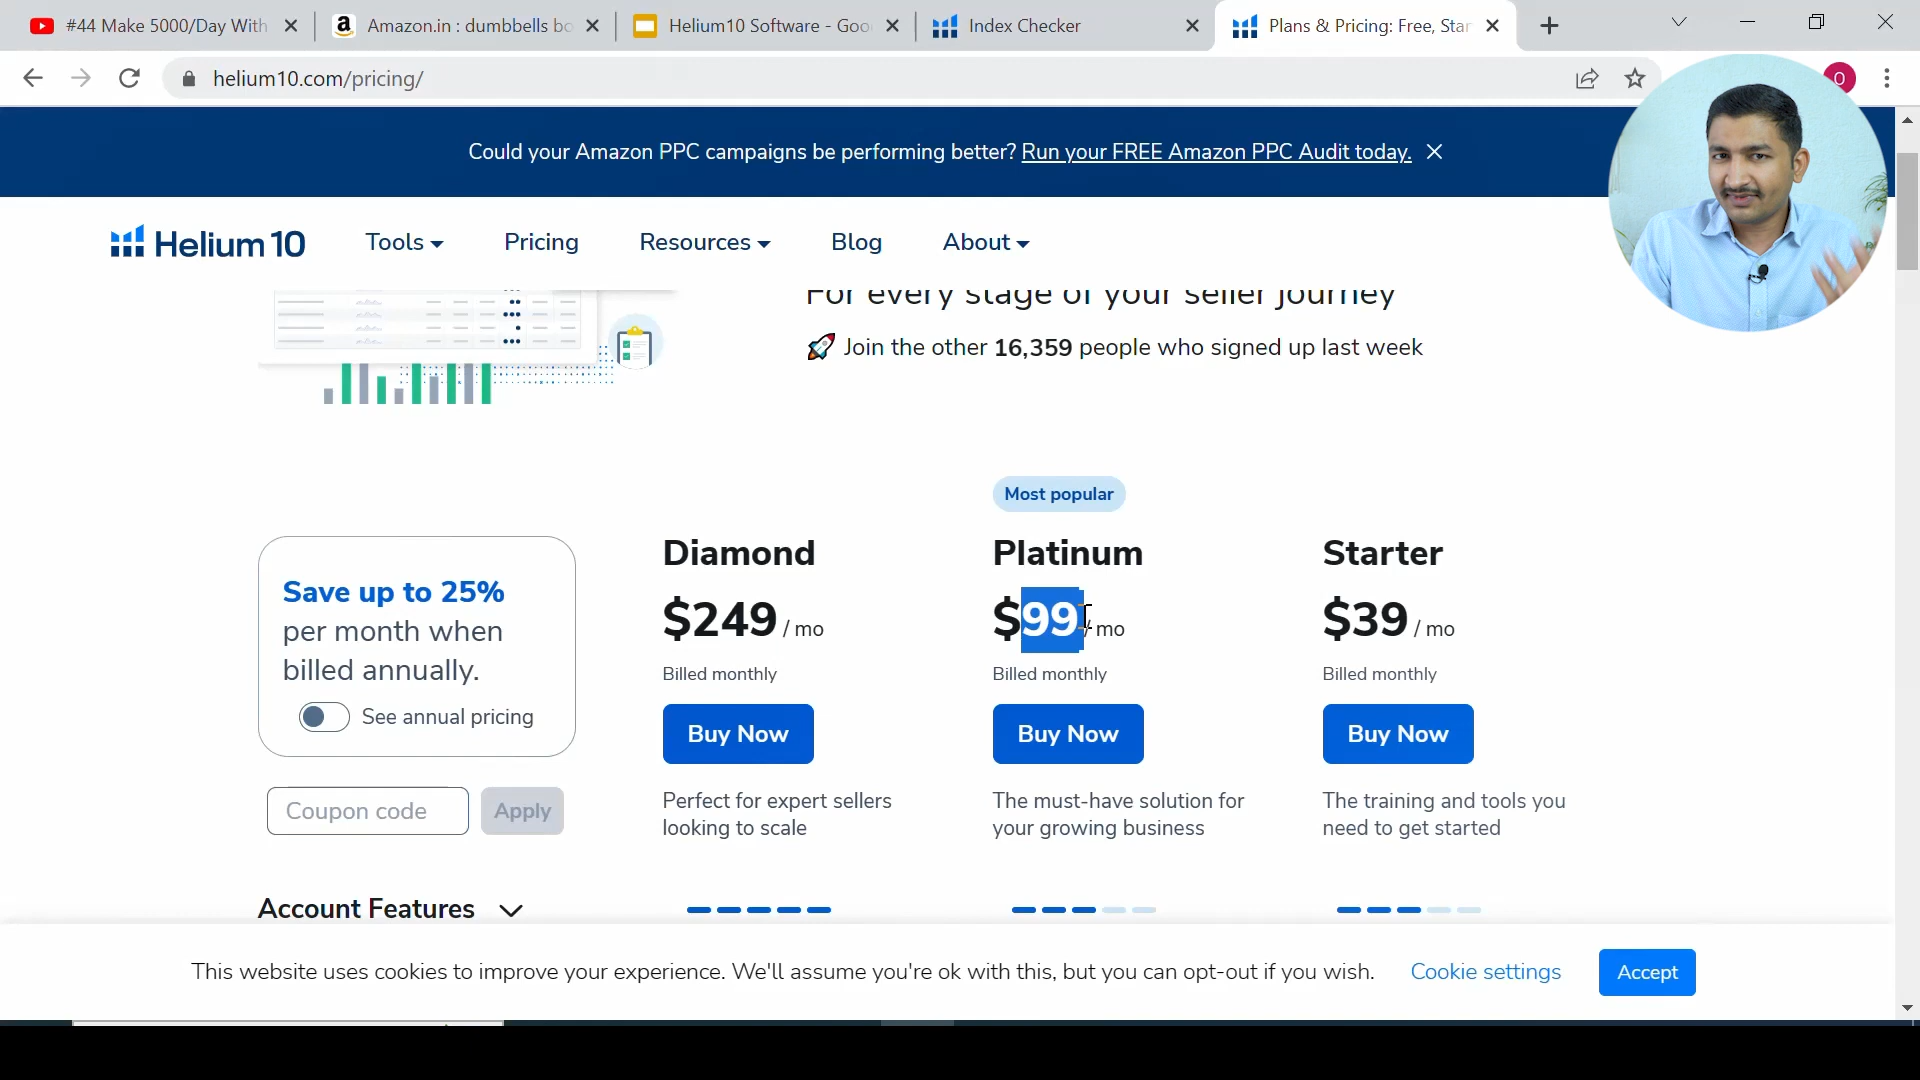 #44 Make 5000/Day With
Amazon.in : dumbbells bo
Helium10 Software - Goo
Index Checker
Plans & Pricing: Free, Star
helium10.com/pricing/
O
Could your Amazon PPC campaigns be performing better? Run your FREE Amazon PPC Audit today.
Helium 10
Tools
Pricing
Resources
Blog
About
For every stage of your seller journey
Join the other 16,359 people who signed up last week
Most popular
Save up to 25%
per month when
billed annually.
See annual pricing
Coupon code
Apply
Diamond
$249 / mo
Billed monthly
Buy Now
Perfect for expert sellers
looking to scale
Platinum
$99 / mo
Billed monthly
Buy Now
The must-have solution for
your growing business
Starter
$39 / mo
Billed monthly
Buy Now
The training and tools you
need to get started
Account Features
This website uses cookies to improve your experience. We'll assume you're ok with this, but you can opt-out if you wish.
Cookie settings
Accept